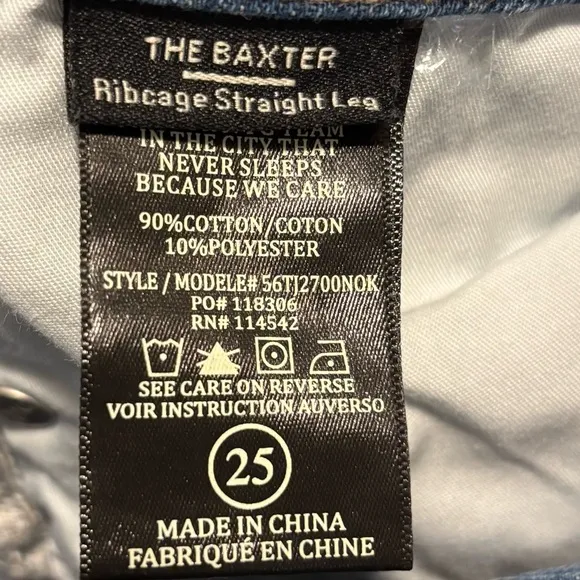 THE BAXTER
Ribcage Straight Leg
TEAM
IN THE CITY THAT
NEVER SLEEPS
BECAUSE WE CARE
90%COTTON/COTON
10%POLYESTER
STYLE / MODELE# 56TJ2700NOK
PO# 118306
RN# 114542
SEE CARE ON REVERSE
VOIR INSTRUCTION AUVERSO
25
MADE IN CHINA
FABRIQUÉ EN CHINE